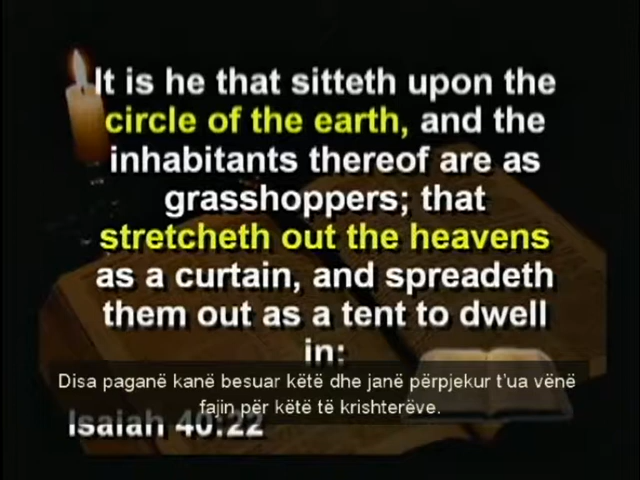 It is he that sitteth upon the
circle of the earth, and the
inhabitants thereof are as
grasshoppers; that
stretcheth out the heavens
as a curtain, and spreadeth
them out as a tent to dwell
in:
Disa paganë kanë besuar këtë dhe janë përpjekur t'ua vënë
fajin për këtë të krishterëve.
Isaiah 40:22